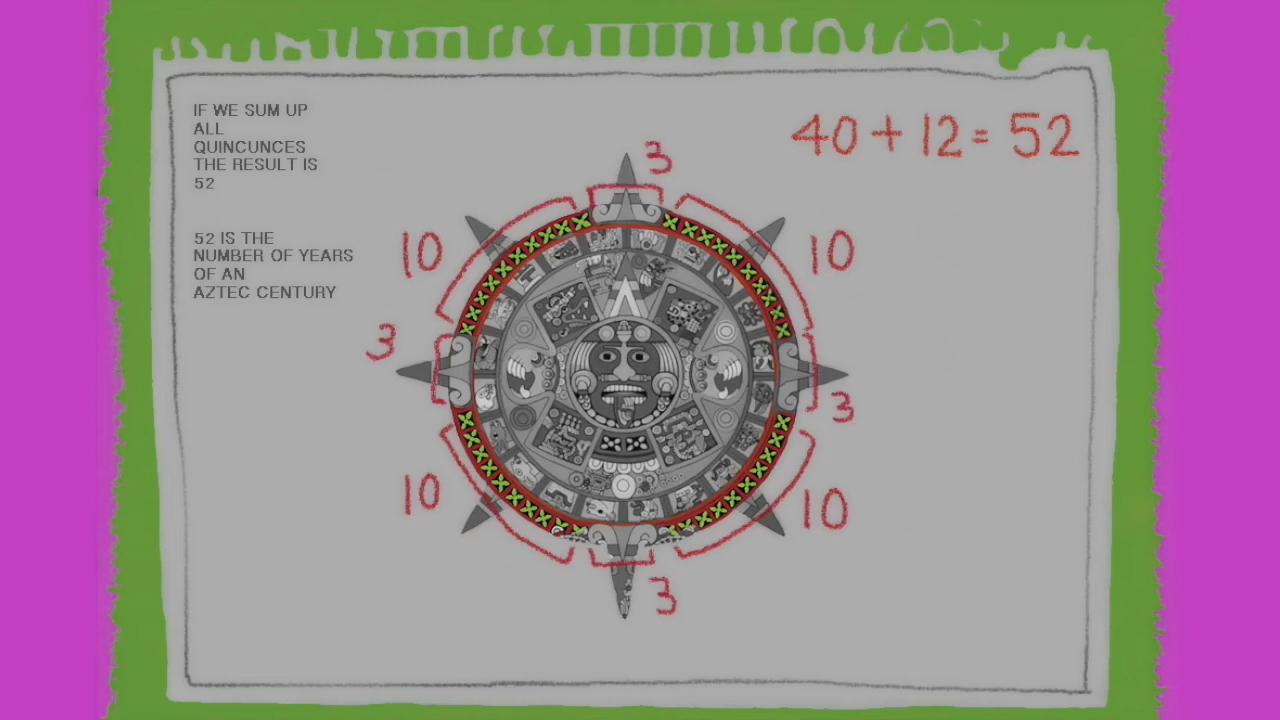 IF WE SUM UP
ALL
QUINCUNCES
THE RESULT IS
52
52 IS THE
NUMBER OF YEARS
OF AN
AZTEC CENTURY
40 + 12 = 52
3
10
10
3
3
10
10
3